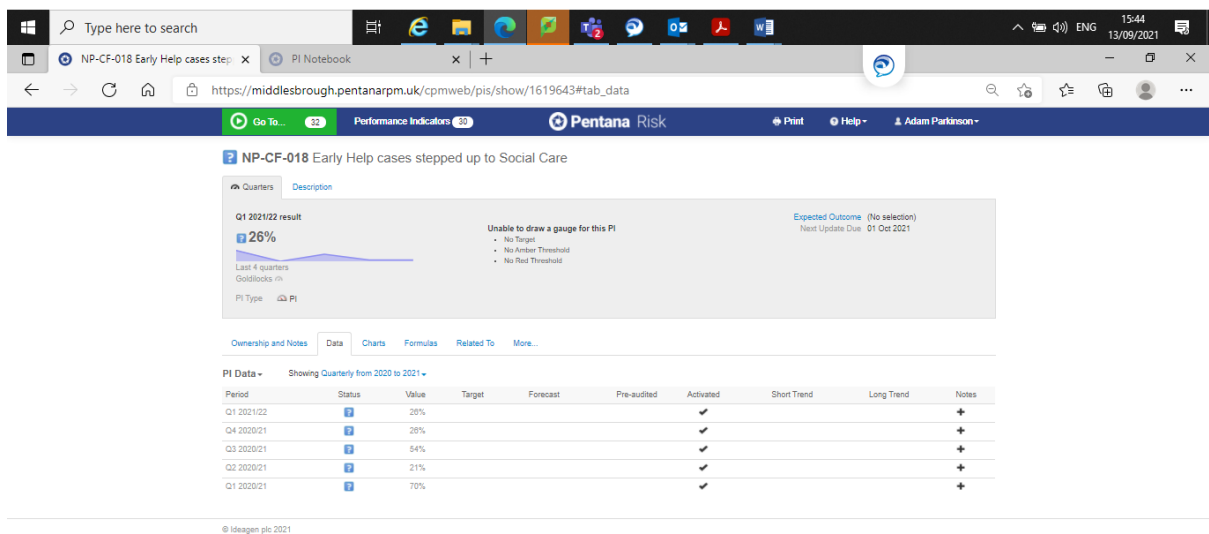 Type here to search
2
ENG
15:44
13/09/2021
NP-CF-018 Early Help cases step
PI Notebook
https://middlesbrough.pentanarpm.uk/cpmweb/pis/show/1619643#tab_data
Go To... 32
Performance Indicators 30
Pentana Risk
Print
Help
Adam Parkinson
NP-CF-018 Early Help cases stepped up to Social Care
Quarters Description
Q1 2021/22 result
26%
Last 4 quarters
Goldilocks
PI Type PI
Unable to draw a gauge for this PI
• No Target
• No Amber Threshold
• No Red Threshold
Expected Outcome (No selection)
Next Update Due 01 Oct 2021
Ownership and Notes Data Charts Formulas Related To More...
PI Data Showing Quarterly from 2020 to 2021
Period Status Value Target Forecast Pre-audited Activated Short Trend Long Trend Notes
Q1 2021/22 ? 26% ✔ +
Q4 2020/21 ? 26% ✔ +
Q3 2020/21 ? 54% ✔ +
Q2 2020/21 ? 21% ✔ +
Q1 2020/21 ? 70% ✔ +
© Ideagen plc 2021